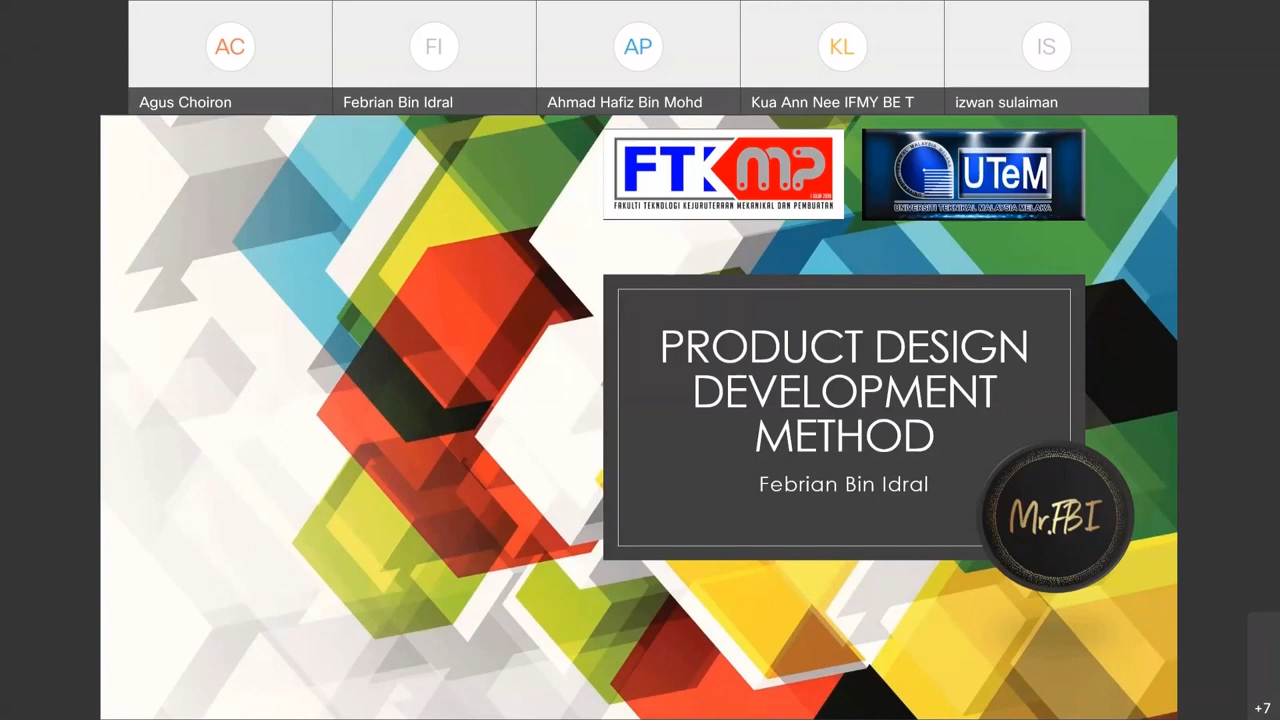 AC
FI
AP
KL
IS
Agus Choiron
Febrian Bin Idral
Ahmad Hafiz Bin Mohd
Kua Ann Nee IFMY BE T
izwan sulaiman
FTKMP
FAKULTI TEKNOLOGI KEJURUTERAAN MEKANIKAL DAN PEMBUATAN
UTeM
UNIVERSITI TEKNIKAL MALAYSIA MELAKA
PRODUCT DESIGN
DEVELOPMENT
METHOD
Febrian Bin Idral
Mr.FBI
+7